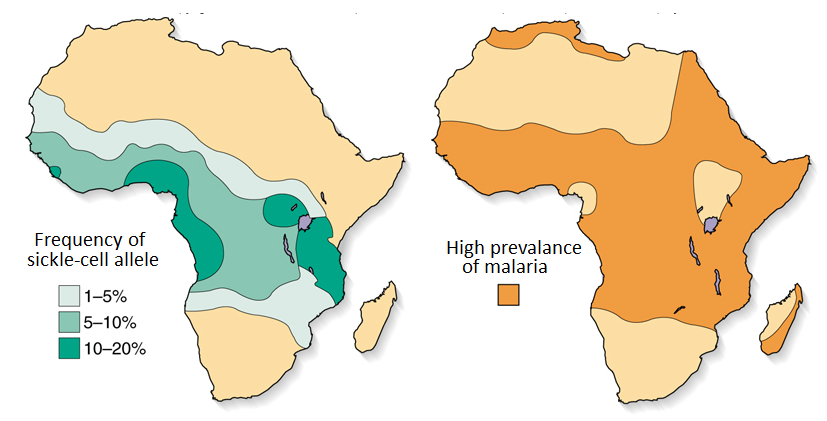 Frequency of
sickle-cell allele
1–5%
5–10%
10–20%
High prevalance
of malaria